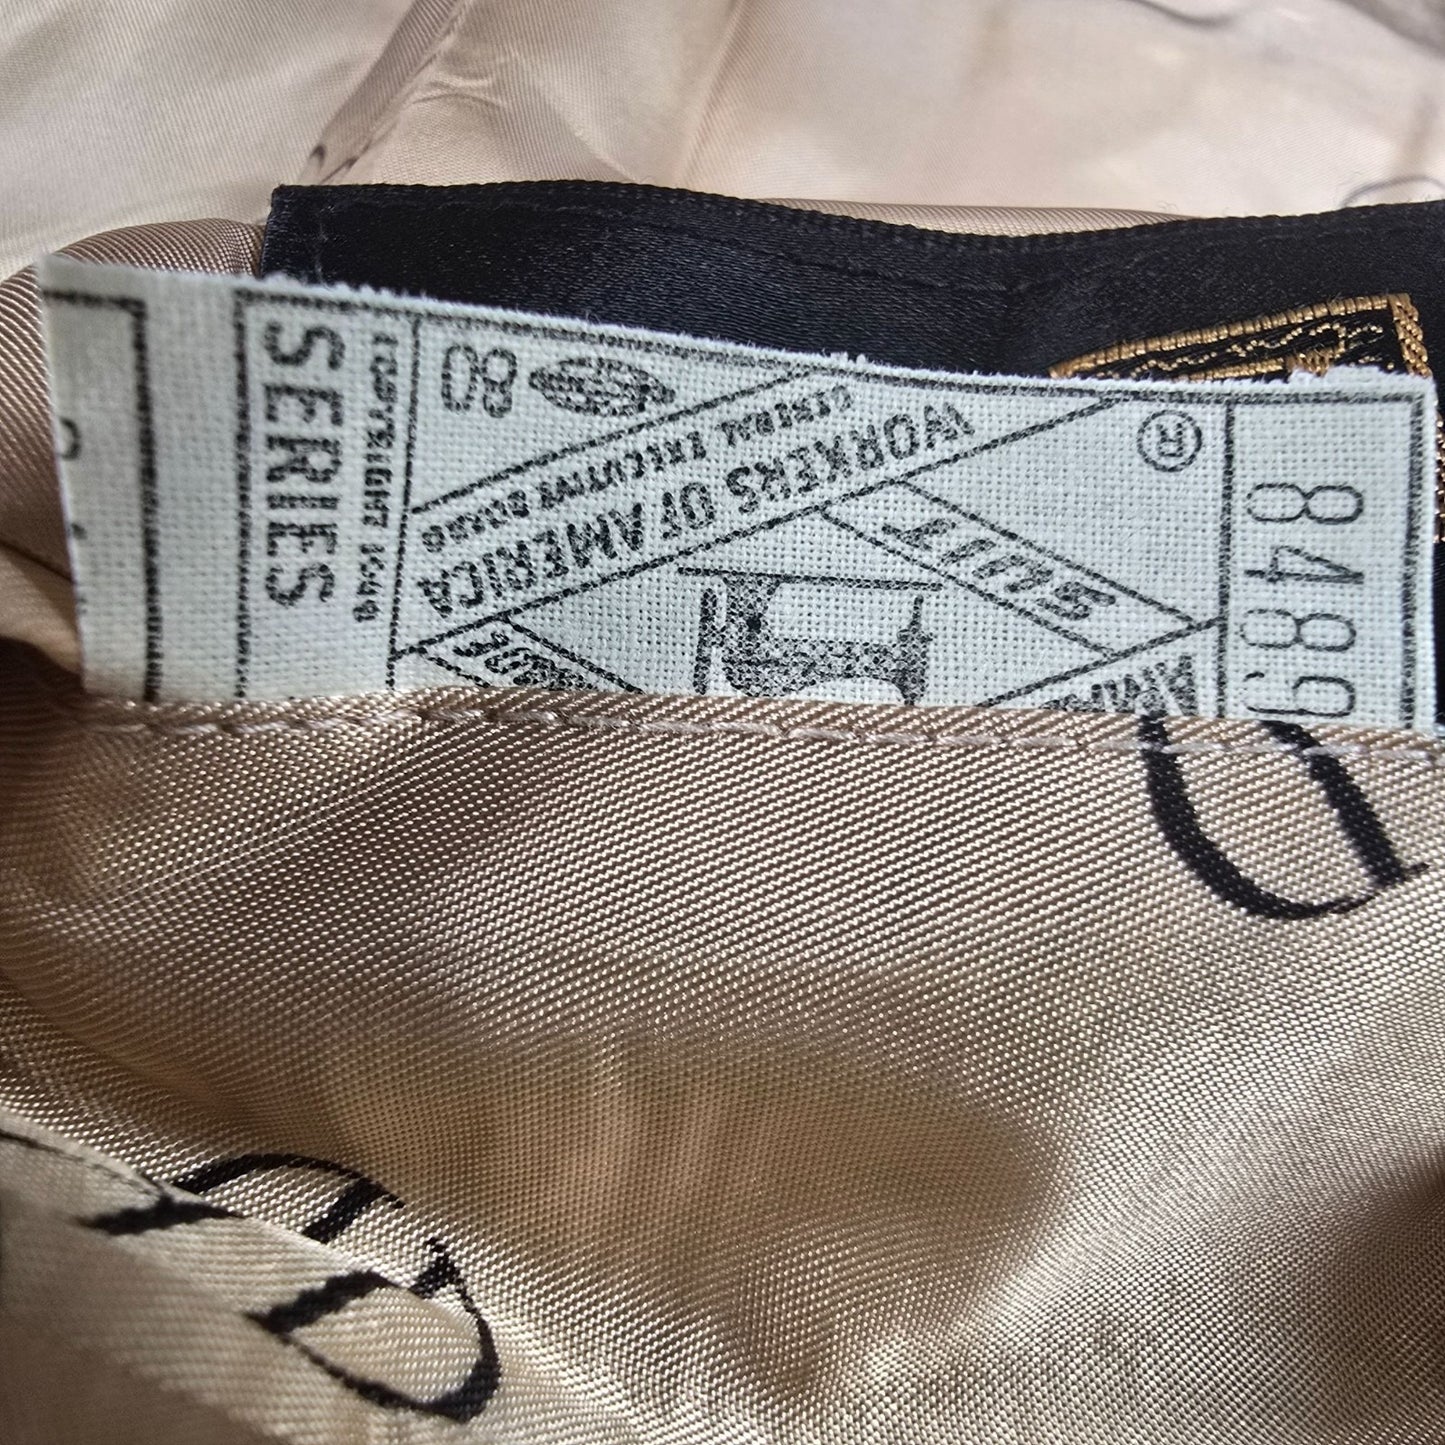 SERIES
COPYRIGHT 1949
80
WORKERS OF AMERICA
GENERAL EXECUTIVE BOARD
SUIT
®
8489